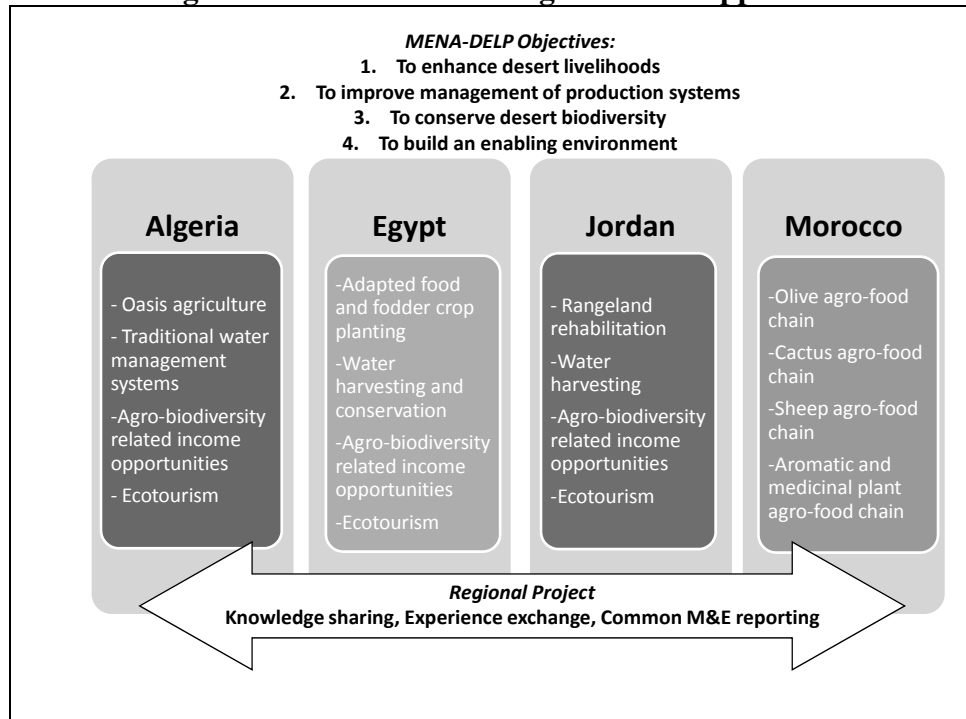 MENA-DELP Objectives:
1. To enhance desert livelihoods
2. To improve management of production systems
3. To conserve desert biodiversity
4. To build an enabling environment
Algeria
- Oasis agriculture
- Traditional water
management
systems
-Agro-biodiversity
related income
opportunities
- Ecotourism
Egypt
-Adapted food
and fodder crop
planting
-Water
harvesting and
conservation
-Agro-biodiversity
related income
opportunities
-Ecotourism
Jordan
- Rangeland
rehabilitation
-Water
harvesting
-Agro-biodiversity
related income
opportunities
-Ecotourism
Morocco
-Olive agro-food
chain
-Cactus agro-food
chain
-Sheep agro-food
chain
-Aromatic and
medicinal plant
agro-food chain
Regional Project
Knowledge sharing, Experience exchange, Common M&E reporting